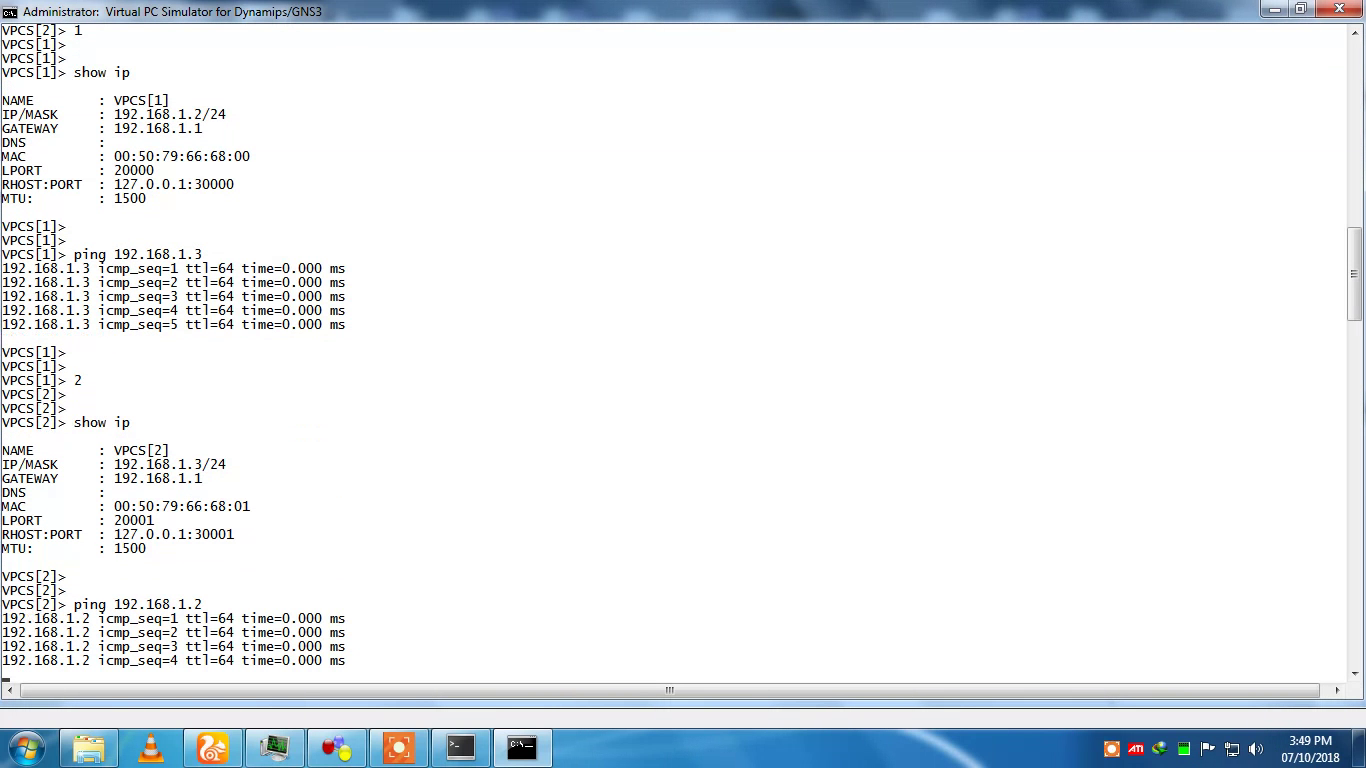 Administrator: Virtual PC Simulator for Dynamips/GNS3
VPCS[2]> 1
VPCS[1]>
VPCS[1]>
VPCS[1]> show ip
NAME        : VPCS[1]
IP/MASK     : 192.168.1.2/24
GATEWAY     : 192.168.1.1
DNS         :
MAC         : 00:50:79:66:68:00
LPORT       : 20000
RHOST:PORT  : 127.0.0.1:30000
MTU:        : 1500
VPCS[1]>
VPCS[1]>
VPCS[1]> ping 192.168.1.3
192.168.1.3 icmp_seq=1 ttl=64 time=0.000 ms
192.168.1.3 icmp_seq=2 ttl=64 time=0.000 ms
192.168.1.3 icmp_seq=3 ttl=64 time=0.000 ms
192.168.1.3 icmp_seq=4 ttl=64 time=0.000 ms
192.168.1.3 icmp_seq=5 ttl=64 time=0.000 ms
VPCS[1]>
VPCS[1]>
VPCS[1]> 2
VPCS[2]>
VPCS[2]>
VPCS[2]> show ip
NAME        : VPCS[2]
IP/MASK     : 192.168.1.3/24
GATEWAY     : 192.168.1.1
DNS         :
MAC         : 00:50:79:66:68:01
LPORT       : 20001
RHOST:PORT  : 127.0.0.1:30001
MTU:        : 1500
VPCS[2]>
VPCS[2]>
VPCS[2]> ping 192.168.1.2
192.168.1.2 icmp_seq=1 ttl=64 time=0.000 ms
192.168.1.2 icmp_seq=2 ttl=64 time=0.000 ms
192.168.1.2 icmp_seq=3 ttl=64 time=0.000 ms
192.168.1.2 icmp_seq=4 ttl=64 time=0.000 ms
ATI
3:49 PM
07/10/2018